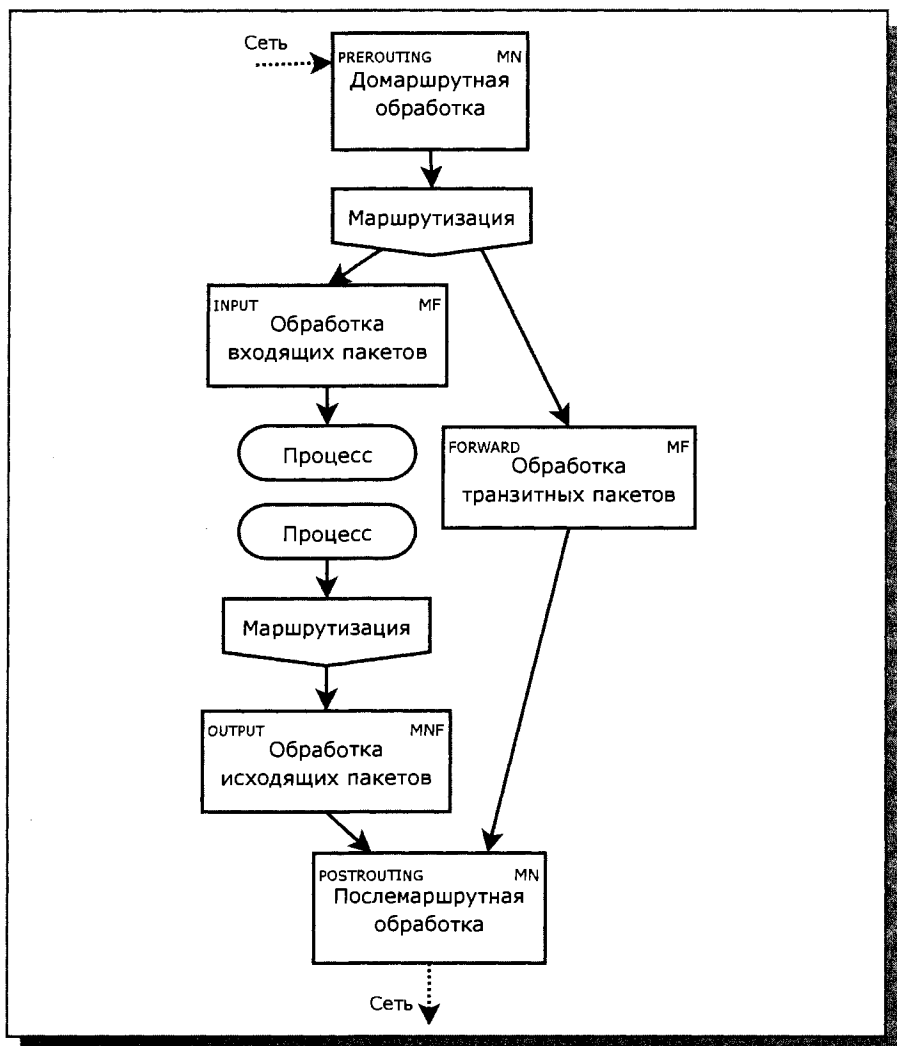 Сеть
PREROUTING MN
Домаршрутная
обработка
Маршрутизация
INPUT MF
Обработка
входящих пакетов
Процесс
FORWARD MF
Обработка
транзитных пакетов
Процесс
Маршрутизация
OUTPUT MNF
Обработка
исходящих пакетов
POSTROUTING MN
Послемаршрутная
обработка
Сеть